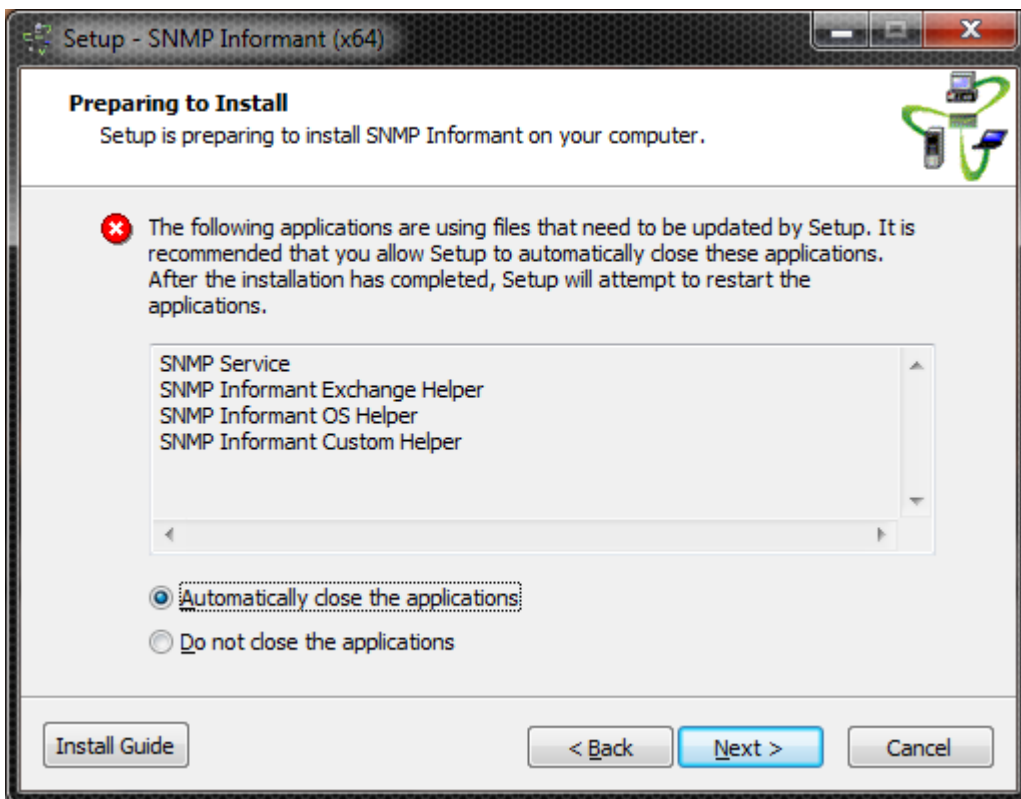 Setup - SNMP Informant (x64)
Preparing to Install
Setup is preparing to install SNMP Informant on your computer.
The following applications are using files that need to be updated by Setup. It is
recommended that you allow Setup to automatically close these applications.
After the installation has completed, Setup will attempt to restart the
applications.
SNMP Service
SNMP Informant Exchange Helper
SNMP Informant OS Helper
SNMP Informant Custom Helper
Automatically close the applications
Do not close the applications
Install Guide
< Back
Next >
Cancel